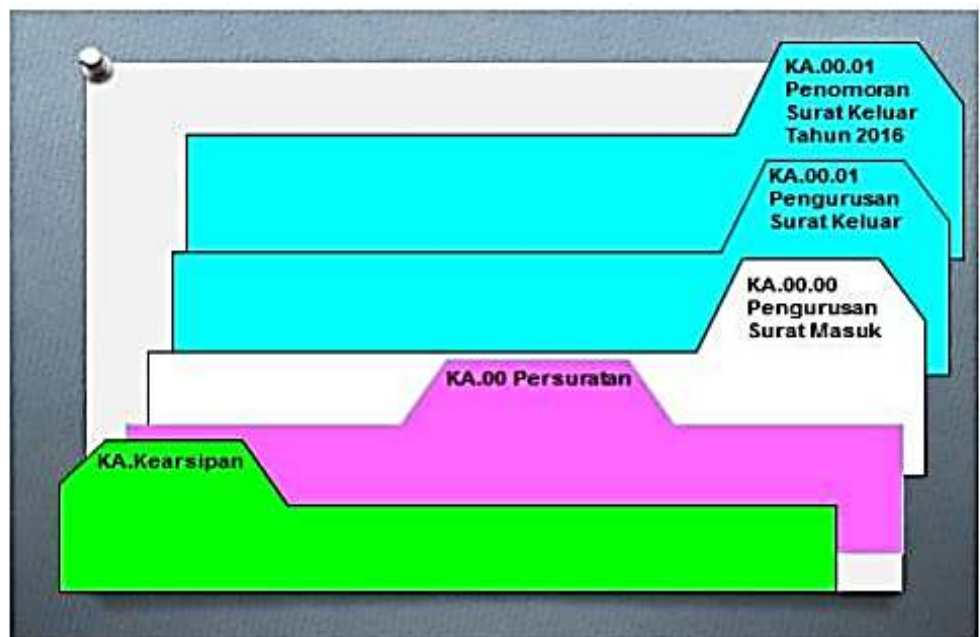 KA.00.01
Penomoran
Surat Keluar
Tahun 2016
KA.00.01
Pengurusan
Surat Keluar
KA.00.00
Pengurusan
Surat Masuk
KA.00 Persuratan
KA.Kearsipan